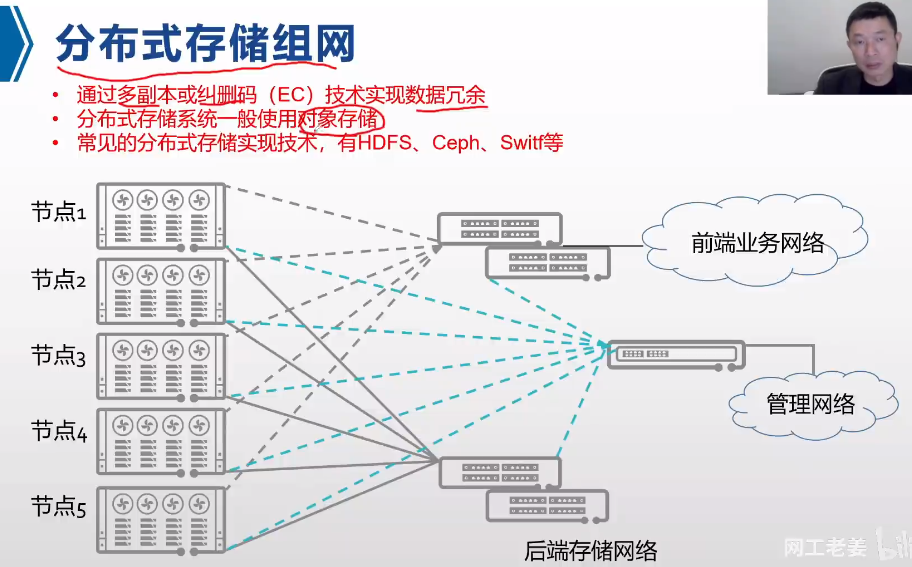 分布式存储组网
• 通过多副本或纠删码（EC）技术实现数据冗余
• 分布式存储系统一般使用对象存储
• 常见的分布式存储实现技术，有HDFS、Ceph、Switf等
节点1
节点2
节点3
节点4
节点5
前端业务网络
管理网络
后端存储网络
网工老姜 bili